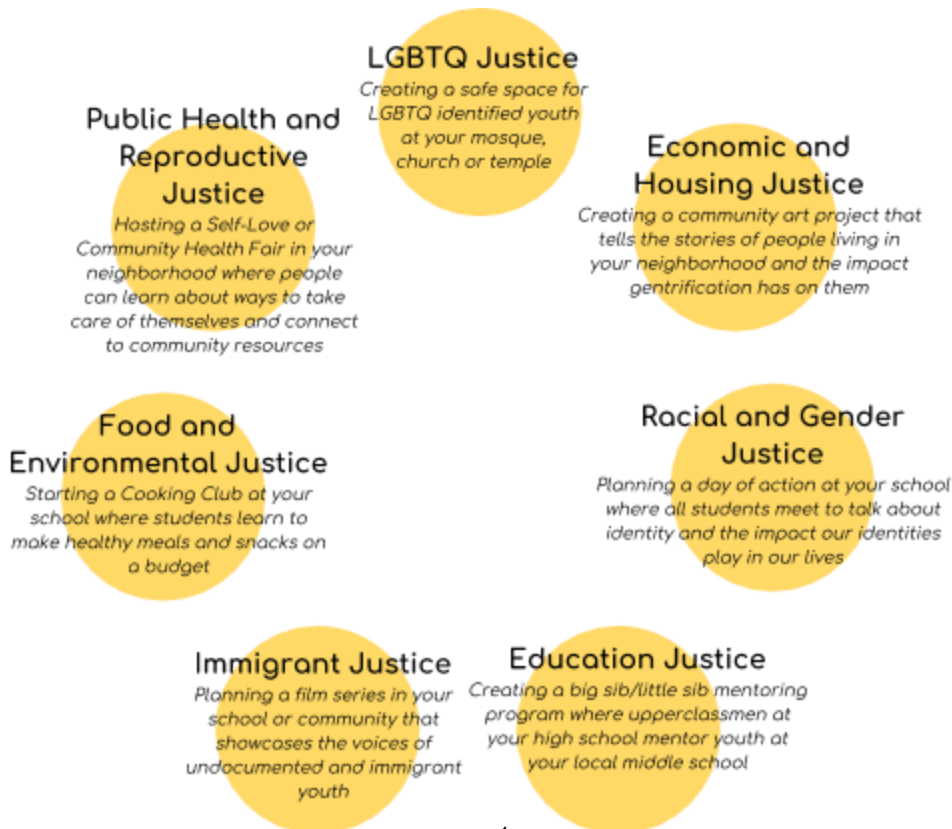 LGBTQ Justice
Creating a safe space for
LGBTQ identified youth
at your mosque,
church or temple
Economic and
Housing Justice
Creating a community art project that
tells the stories of people living in
your neighborhood and the impact
gentrification has on them
Racial and Gender
Justice
Planning a day of action at your school
where all students meet to talk about
identity and the impact our identities
play in our lives
Education Justice
Creating a big sib/little sib mentoring
program where upperclassmen at
your high school mentor youth at
your local middle school
Immigrant Justice
Planning a film series in your
school or community that
showcases the voices of
undocumented and immigrant
youth
Food and
Environmental Justice
Starting a Cooking Club at your
school where students learn to
make healthy meals and snacks on
a budget
Public Health and
Reproductive
Justice
Hosting a Self-Love or
Community Health Fair in your
neighborhood where people
can learn about ways to take
care of themselves and connect
to community resources